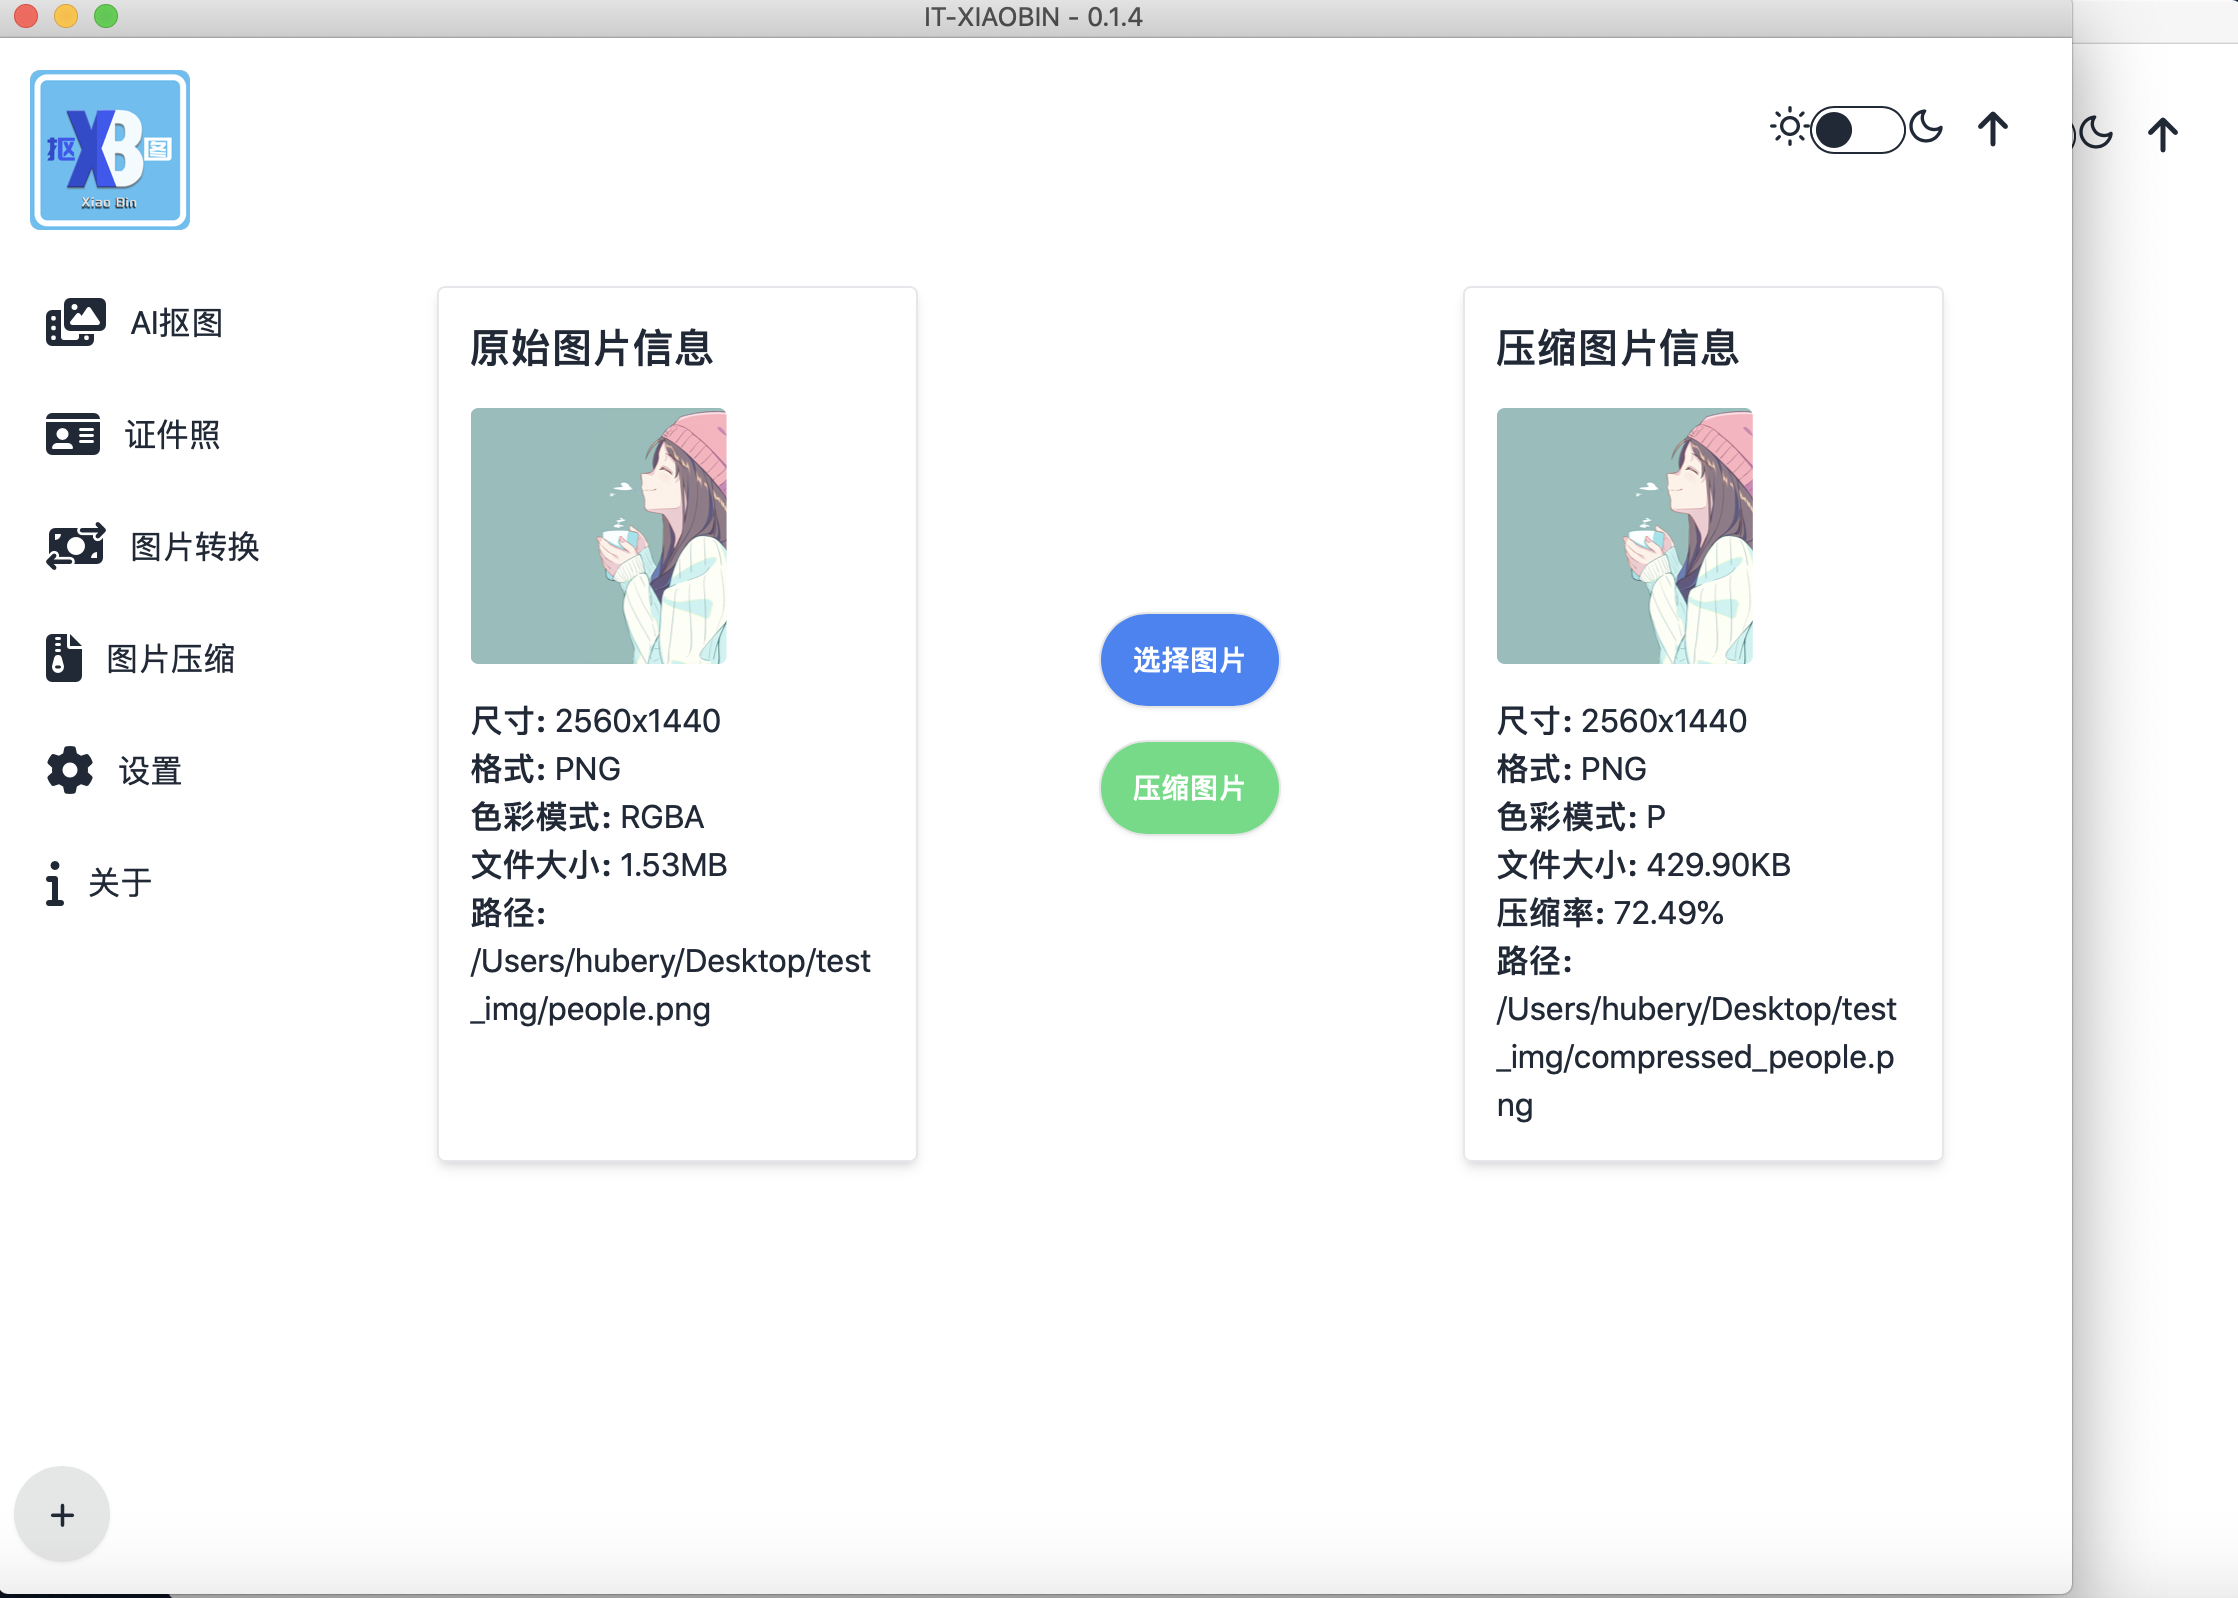 IT-XIAOBIN - 0.1.4
抠 XB 图
Xiao Bin
AI抠图
证件照
图片转换
图片压缩
设置
关于
原始图片信息
尺寸: 2560x1440
格式: PNG
色彩模式: RGBA
文件大小: 1.53MB
路径:
/Users/hubery/Desktop/test
_img/people.png
选择图片
压缩图片
压缩图片信息
尺寸: 2560x1440
格式: PNG
色彩模式: P
文件大小: 429.90KB
压缩率: 72.49%
路径:
/Users/hubery/Desktop/test
_img/compressed_people.p
ng
+